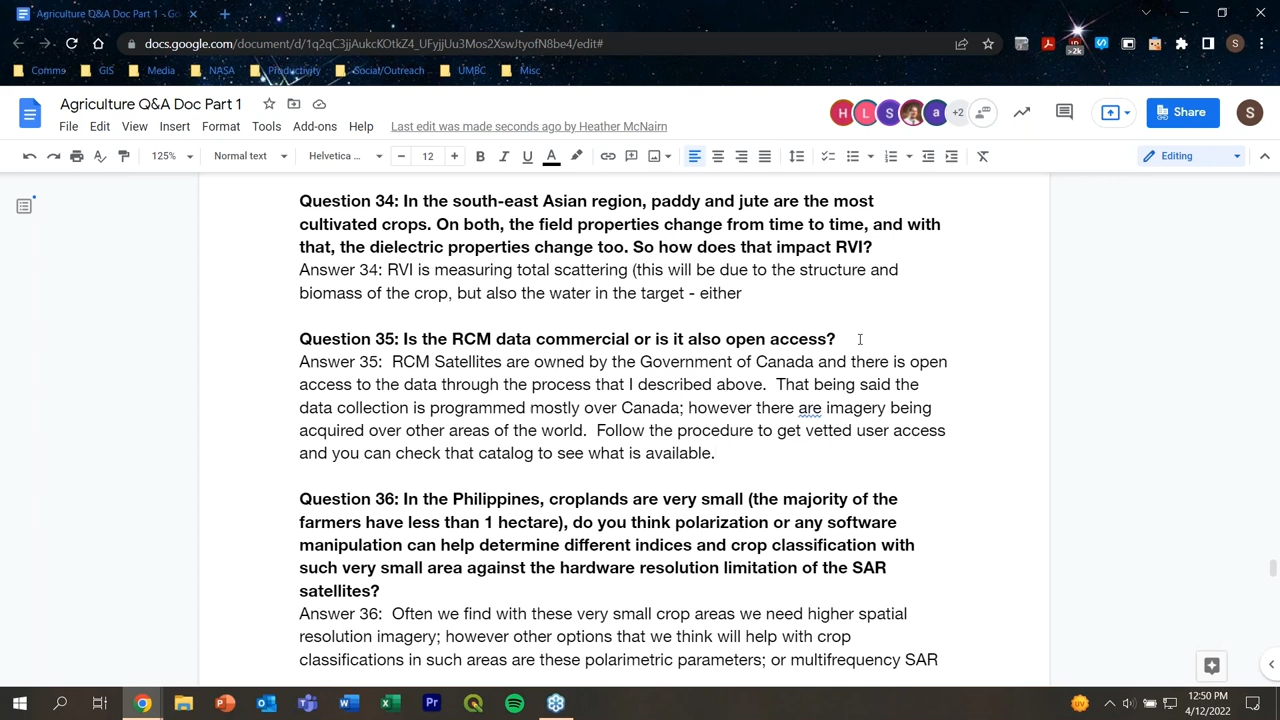 Agriculture Q&A Doc Part 1 - Go
docs.google.com/document/d/1q2qC3jjAukcKOtkZ4_UFyjjUu3Mos2XswJtyofN8be4/edit#
>2k
S
Comms GIS Media NASA Productivity Social/Outreach UMBC Misc
Agriculture Q&A Doc Part 1
H L S a +2 Share S
File Edit View Insert Format Tools Add-ons Help Last edit was made seconds ago by Heather McNairn
125% Normal text Helvetica ... 12 B I U A Editing
Question 34: In the south-east Asian region, paddy and jute are the most
cultivated crops. On both, the field properties change from time to time, and with
that, the dielectric properties change too. So how does that impact RVI?
Answer 34: RVI is measuring total scattering (this will be due to the structure and
biomass of the crop, but also the water in the target - either
Question 35: Is the RCM data commercial or is it also open access?
Answer 35: RCM Satellites are owned by the Government of Canada and there is open
access to the data through the process that I described above. That being said the
data collection is programmed mostly over Canada; however there are imagery being
acquired over other areas of the world. Follow the procedure to get vetted user access
and you can check that catalog to see what is available.
Question 36: In the Philippines, croplands are very small (the majority of the
farmers have less than 1 hectare), do you think polarization or any software
manipulation can help determine different indices and crop classification with
such very small area against the hardware resolution limitation of the SAR
satellites?
Answer 36: Often we find with these very small crop areas we need higher spatial
resolution imagery; however other options that we think will help with crop
classifications in such areas are these polarimetric parameters; or multifrequency SAR
12:50 PM
4/12/2022